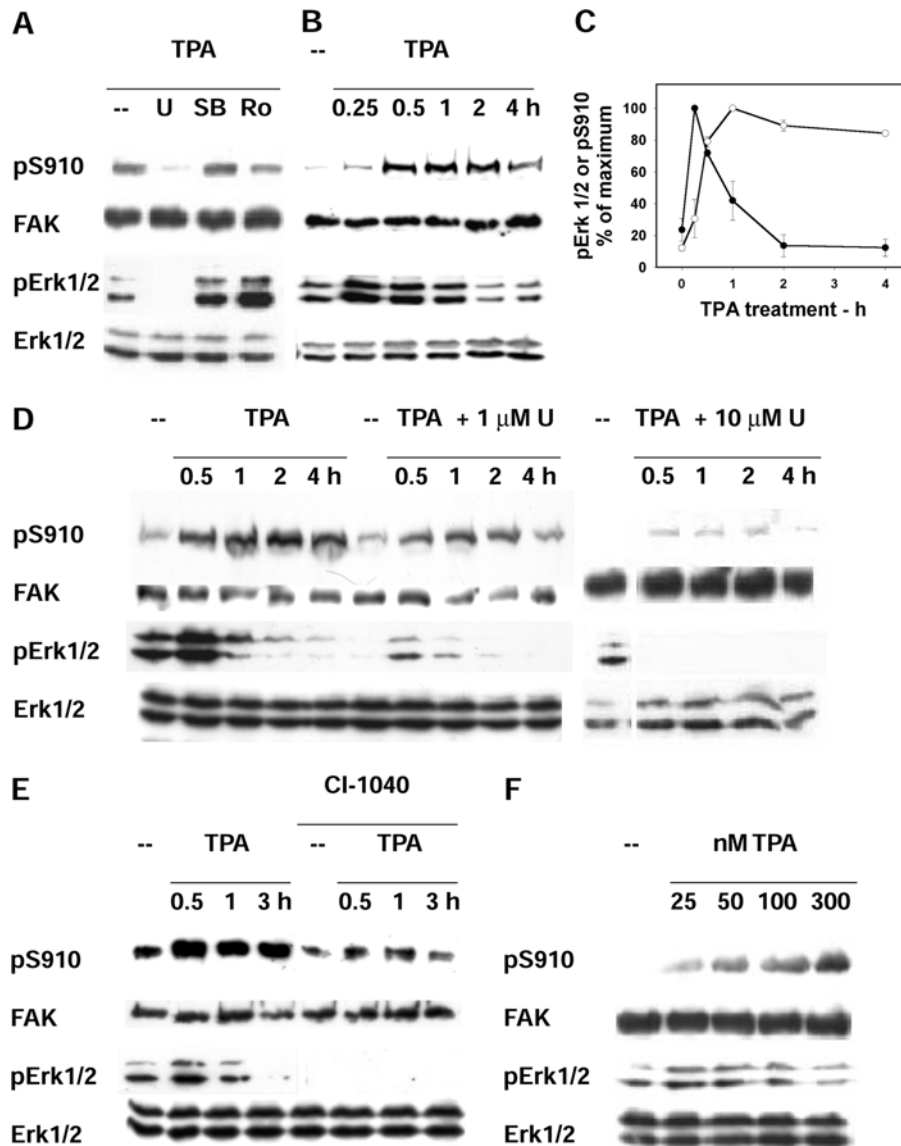 A
TPA
-- U SB Ro
pS910
FAK
pErk1/2
Erk1/2
B
-- TPA
0.25 0.5 1 2 4 h
C
pErk 1/2 or pS910
% of maximum
100
80
60
40
20
0
0 1 2 3 4
TPA treatment - h
D
-- TPA -- TPA + 1 μM U -- TPA + 10 μM U
0.5 1 2 4 h 0.5 1 2 4 h 0.5 1 2 4 h
pS910
FAK
pErk1/2
Erk1/2
E
CI-1040
-- TPA -- TPA
0.5 1 3 h 0.5 1 3 h
pS910
FAK
pErk1/2
Erk1/2
F
-- nM TPA
25 50 100 300
pS910
FAK
pErk1/2
Erk1/2